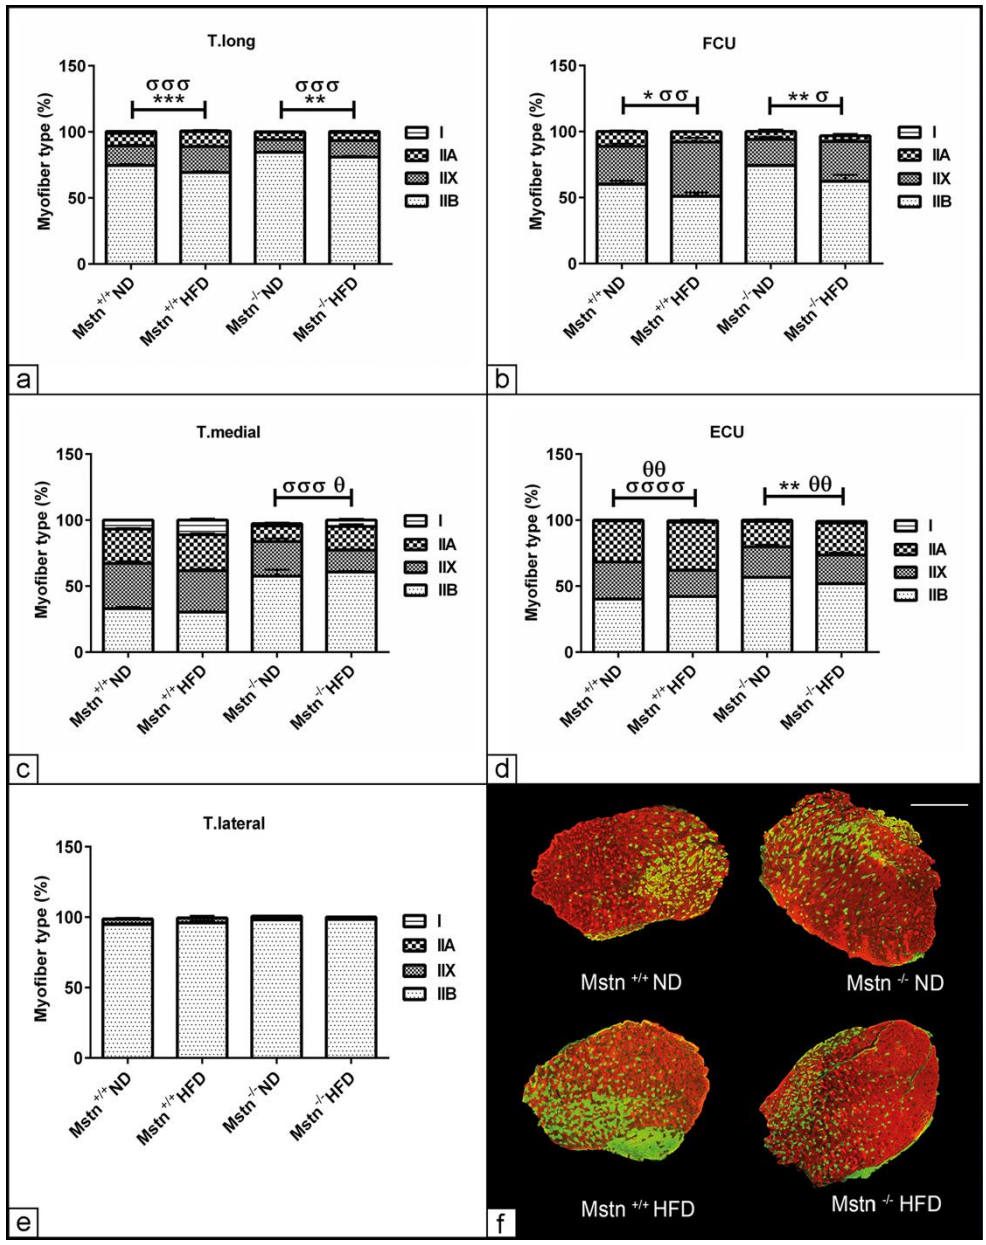 T.long
Myofiber type (%)
150
100
50
0
σσσ
***
σσσ
**
I
IIA
IIX
IIB
Mstn +/+ ND
Mstn +/+ HFD
Mstn -/- ND
Mstn -/- HFD
a
FCU
Myofiber type (%)
150
100
50
0
* σσ
** σ
I
IIA
IIX
IIB
Mstn +/+ ND
Mstn +/+ HFD
Mstn -/- ND
Mstn -/- HFD
b
T.medial
Myofiber type (%)
150
100
50
0
σσσ θ
I
IIA
IIX
IIB
Mstn +/+ ND
Mstn +/+ HFD
Mstn -/- ND
Mstn -/- HFD
c
ECU
Myofiber type (%)
150
100
50
0
θθ
σσσσ
** θθ
I
IIA
IIX
IIB
Mstn +/+ ND
Mstn +/+ HFD
Mstn -/- ND
Mstn -/- HFD
d
T.lateral
Myofiber type (%)
150
100
50
0
I
IIA
IIX
IIB
Mstn +/+ ND
Mstn +/+ HFD
Mstn -/- ND
Mstn -/- HFD
e
Mstn +/+ ND
Mstn -/- ND
Mstn +/+ HFD
Mstn -/- HFD
f